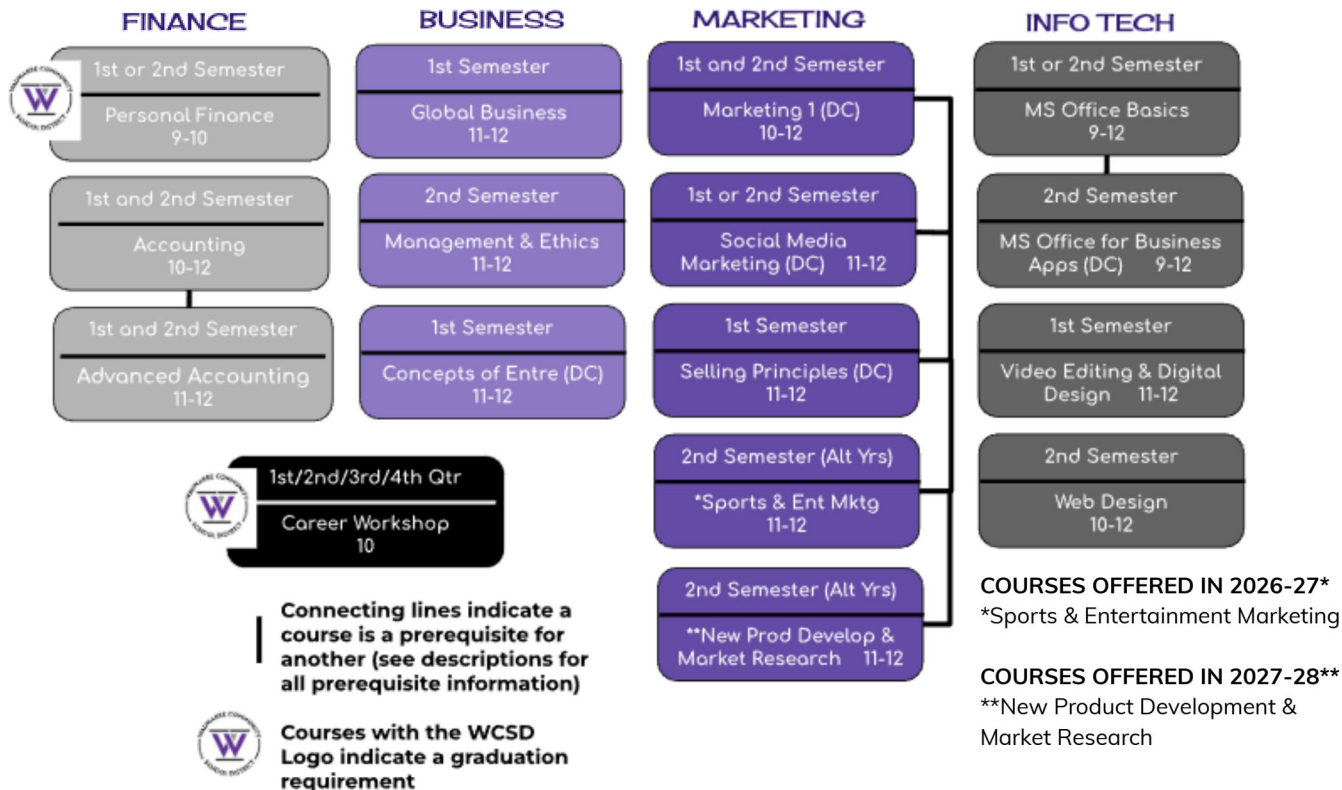 FINANCE
1st or 2nd Semester
Personal Finance
9-10
1st and 2nd Semester
Accounting
10-12
1st and 2nd Semester
Advanced Accounting
11-12
BUSINESS
1st Semester
Global Business
11-12
2nd Semester
Management & Ethics
11-12
1st Semester
Concepts of Entre (DC)
11-12
MARKETING
1st and 2nd Semester
Marketing 1 (DC)
10-12
1st or 2nd Semester
Social Media
Marketing (DC) 11-12
1st Semester
Selling Principles (DC)
11-12
2nd Semester (Alt Yrs)
*Sports & Ent Mktg
11-12
2nd Semester (Alt Yrs)
**New Prod Develop &
Market Research 11-12
INFO TECH
1st or 2nd Semester
MS Office Basics
9-12
2nd Semester
MS Office for Business
Apps (DC) 9-12
1st Semester
Video Editing & Digital
Design 11-12
2nd Semester
Web Design
10-12
1st/2nd/3rd/4th Qtr
Career Workshop
10
Connecting lines indicate a
course is a prerequisite for
another (see descriptions for
all prerequisite information)
Courses with the WCSD
Logo indicate a graduation
requirement
COURSES OFFERED IN 2026-27*
*Sports & Entertainment Marketing
COURSES OFFERED IN 2027-28**
**New Product Development &
Market Research